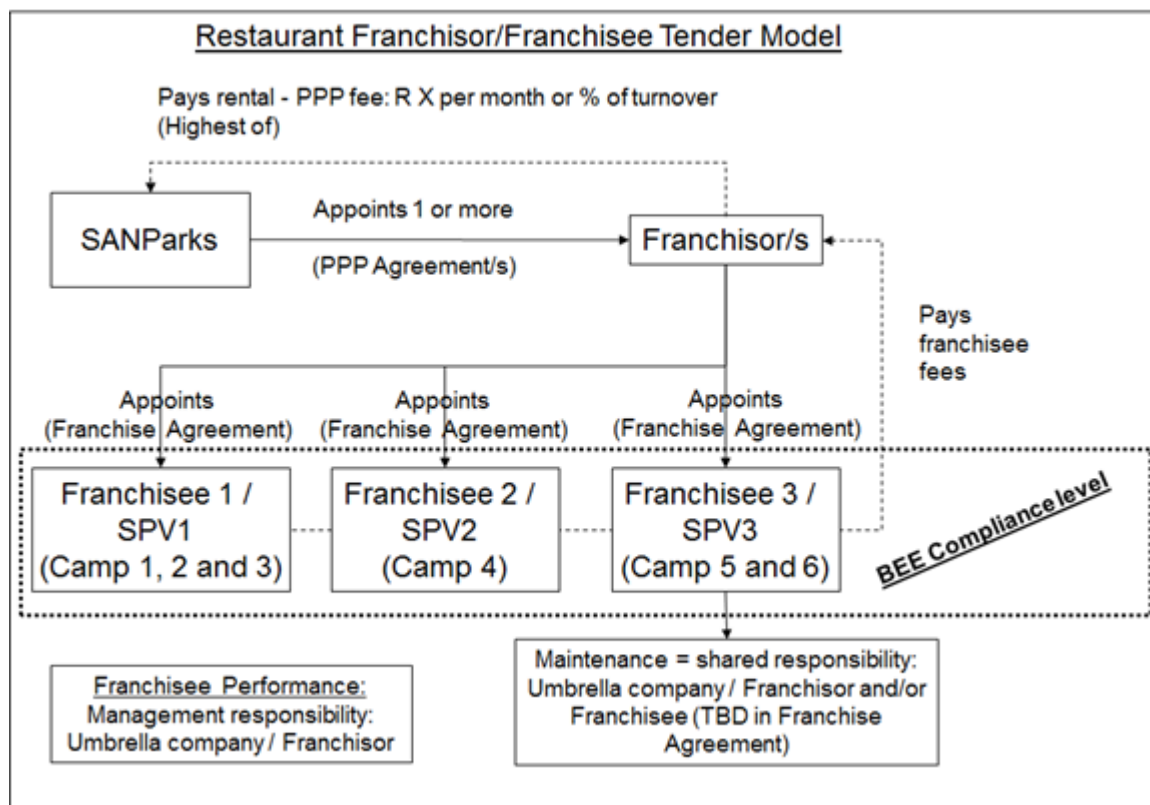 Restaurant Franchisor/Franchisee Tender Model
Pays rental - PPP fee: R X per month or % of turnover
(Highest of)
SANParks
Appoints 1 or more
(PPP Agreement/s)
Franchisor/s
Pays
franchisee
fees
Appoints
(Franchise Agreement)
Appoints
(Franchise Agreement)
Appoints
(Franchise Agreement)
Franchisee 1 /
SPV1
(Camp 1, 2 and 3)
Franchisee 2 /
SPV2
(Camp 4)
Franchisee 3 /
SPV3
(Camp 5 and 6)
BEE Compliance level
Franchisee Performance:
Management responsibility:
Umbrella company / Franchisor
Maintenance = shared responsibility:
Umbrella company / Franchisor and/or
Franchisee (TBD in Franchise
Agreement)